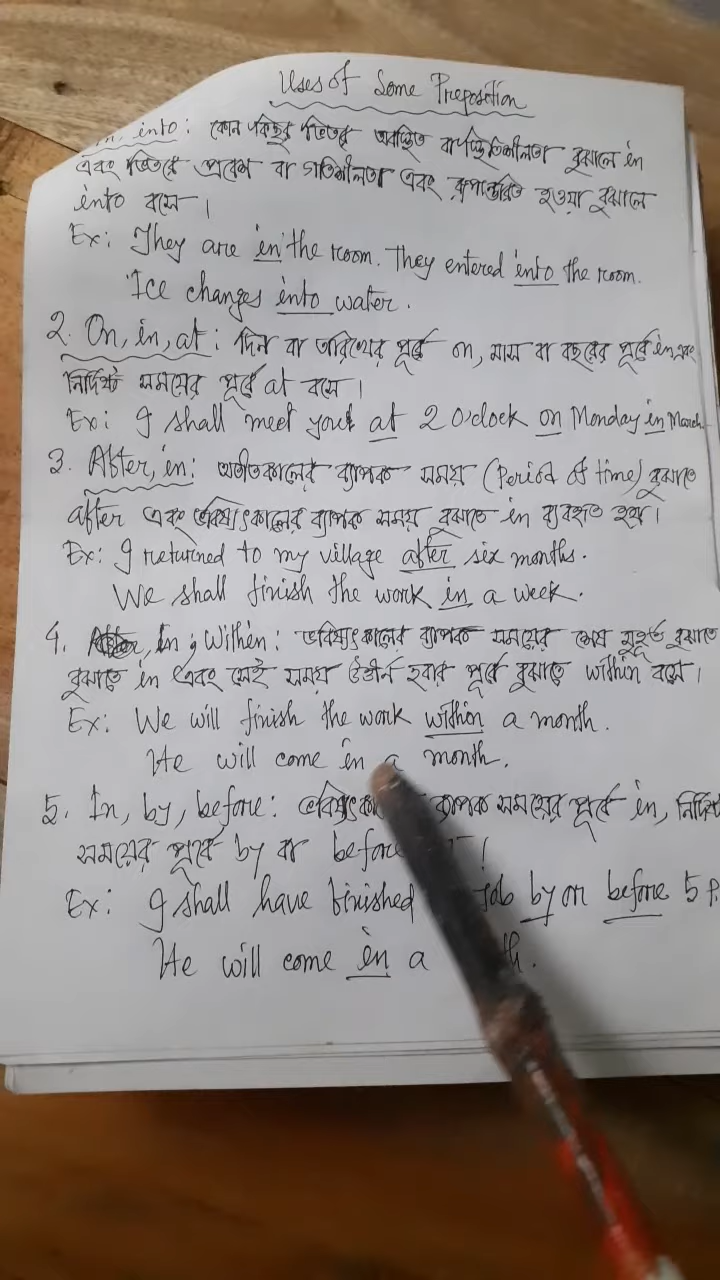 Uses of Some Preposition
in, into: কোন কিছুর ভিতরে অবস্থিত বা স্থিতিশীলতা বুঝালে in
এবং ভিতরে প্রবেশ বা গতিশীলতা এবং রূপান্তরিত হওয়া বুঝালে
into বসে।
Ex: They are in the room. They entered into the room.
Ice changes into water.
2. On, in, at: দিন বা তারিখের পূর্বে on, মাস বা বছরের পূর্বে in এবং
নির্দিষ্ট সময়ের পূর্বে at বসে।
Ex: I shall meet you at 2 O'clock on Monday in March
3. After, in: অতীতকালের ব্যাপক সময় (Period of time) বুঝাতে
after এবং ভবিষ্যৎকালের ব্যাপক সময় বুঝাতে in ব্যবহৃত হয়।
Ex: I returned to my village after six months.
We shall finish the work in a week.
4. In, Within: ভবিষ্যৎকালের ব্যাপক সময়ের শেষ মুহূর্ত বুঝাতে
বুঝাতে in এবং সেই সময় উত্তীর্ন হবার পূর্বে বুঝাতে within বসে।
Ex: We will finish the work within a month.
He will come in a month.
5. In, by, before: ব্যাপক সময়ের পূর্বে in, নির্দিষ্ট
সময়ের পূর্বে by বা before
Ex: I shall have finished job by or before 5 P.
He will come in a